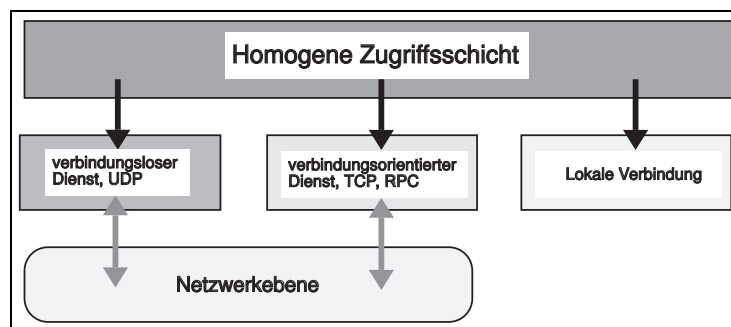 Homogene Zugriffsschicht
verbindungsloser
Dienst, UDP
verbindungsorientierter
Dienst, TCP, RPC
Lokale Verbindung
Netzwerkebene